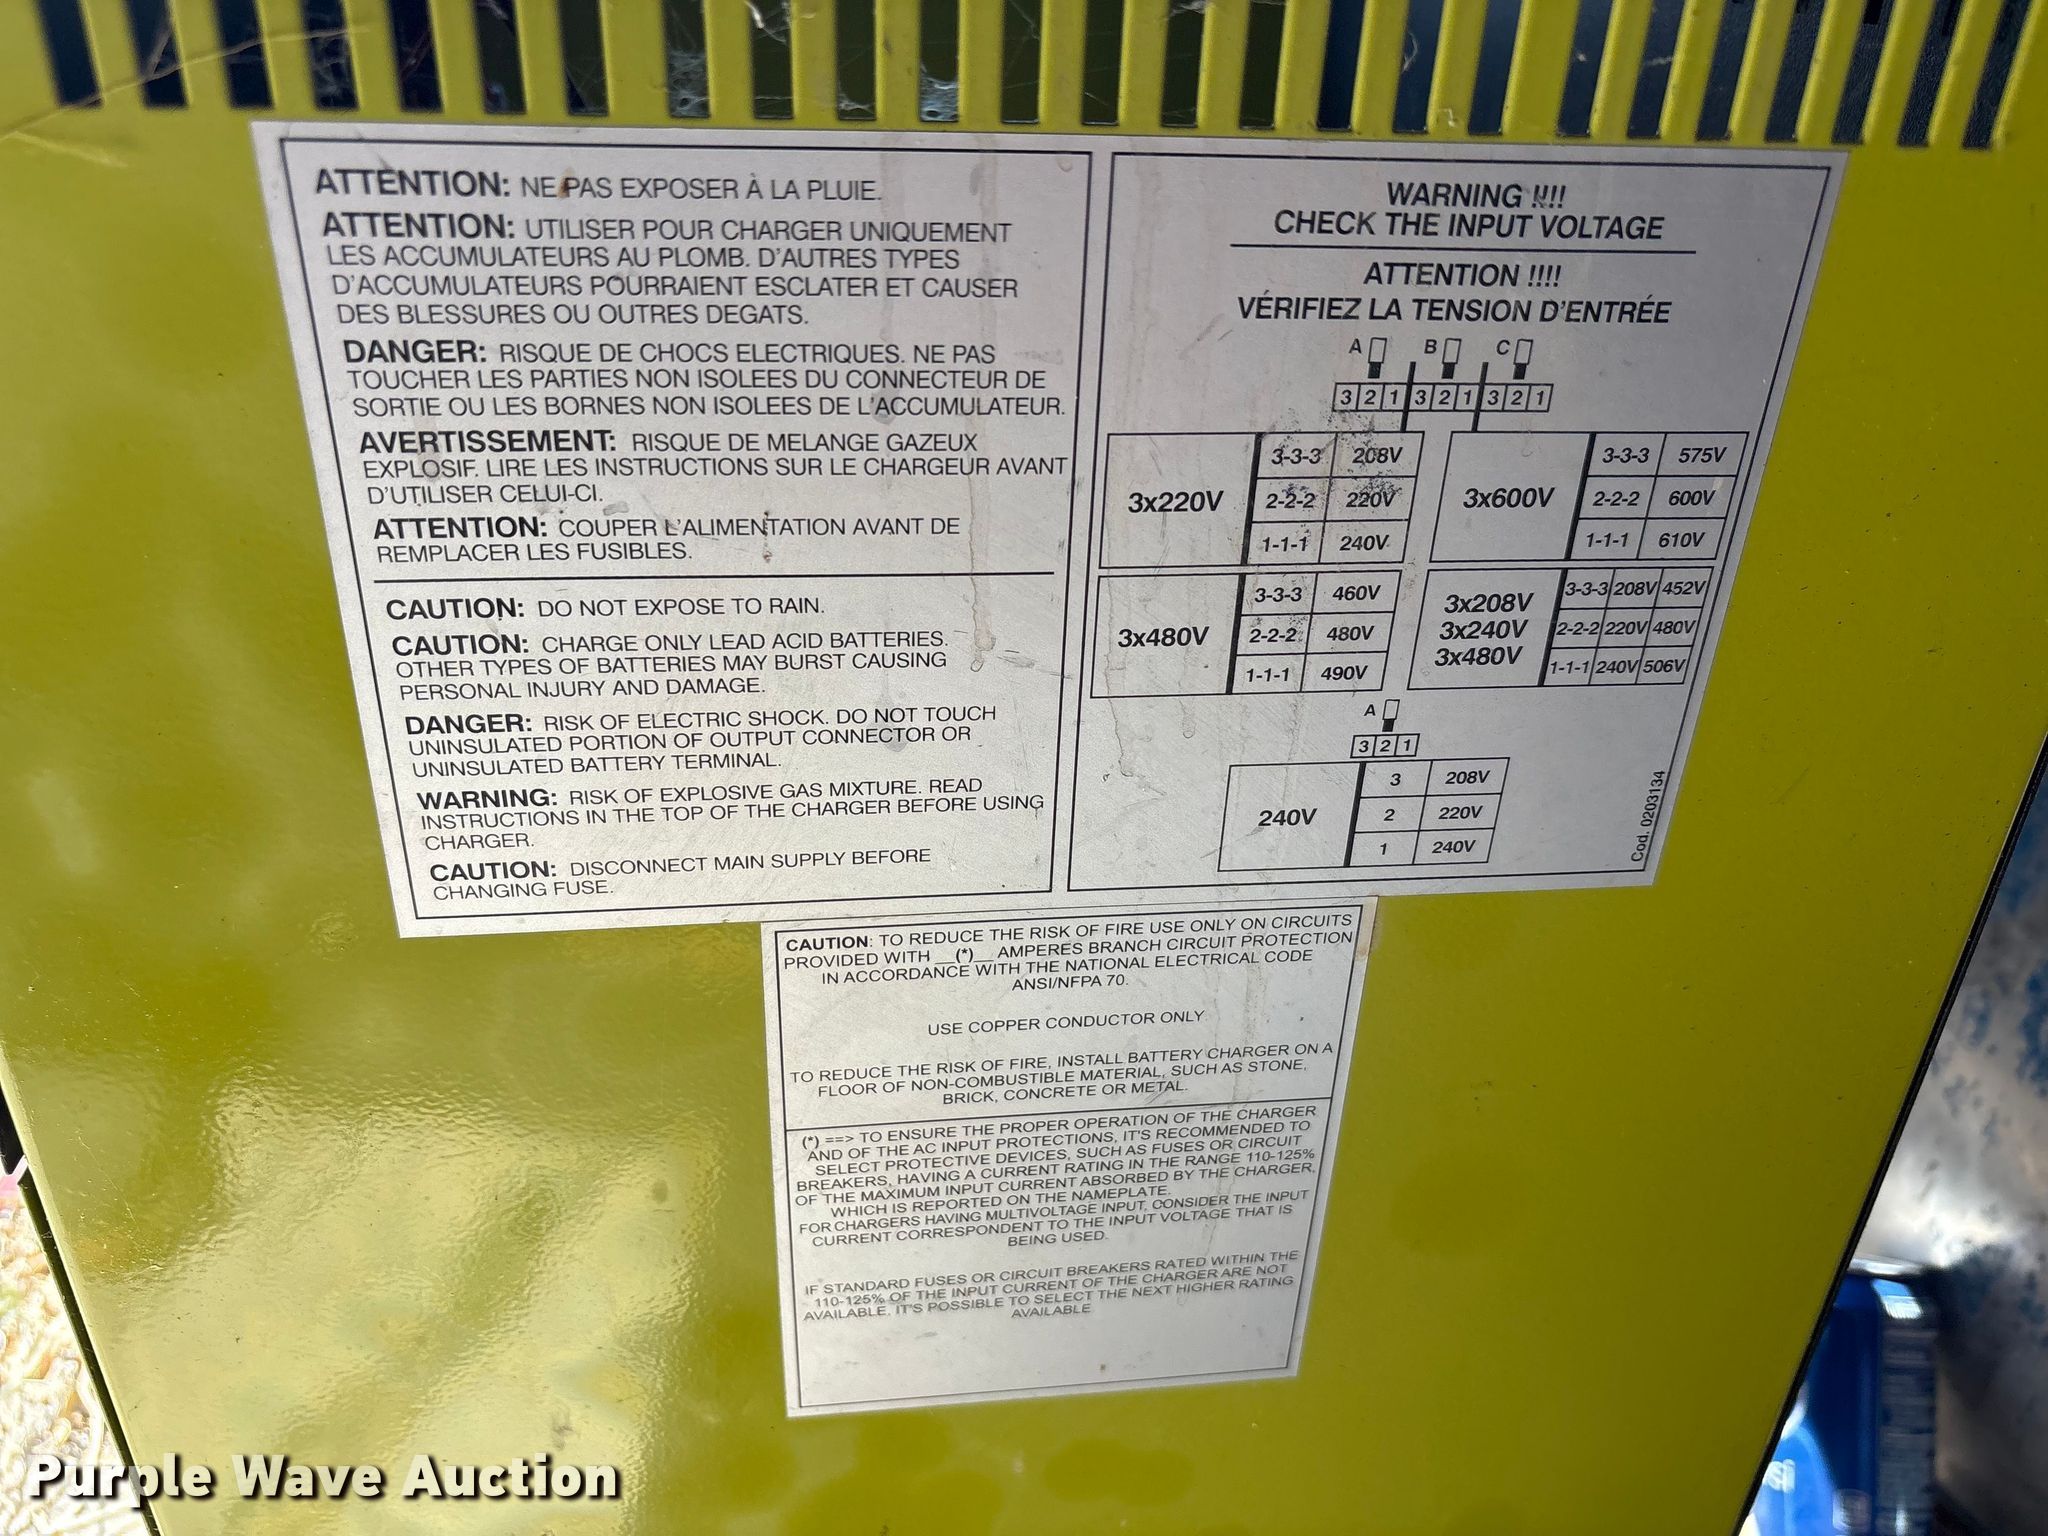 ATTENTION: NE PAS EXPOSER À LA PLUIE.
ATTENTION: UTILISER POUR CHARGER UNIQUEMENT
LES ACCUMULATEURS AU PLOMB. D'AUTRES TYPES
D'ACCUMULATEURS POURRAIENT ESCLATER ET CAUSER
DES BLESSURES OU OUTRES DEGATS.
DANGER: RISQUE DE CHOCS ELECTRIQUES. NE PAS
TOUCHER LES PARTIES NON ISOLEES DU CONNECTEUR DE
SORTIE OU LES BORNES NON ISOLEES DE L'ACCUMULATEUR.
AVERTISSEMENT: RISQUE DE MELANGE GAZEUX
EXPLOSIF. LIRE LES INSTRUCTIONS SUR LE CHARGEUR AVANT
D'UTILISER CELUI-CI.
ATTENTION: COUPER L'ALIMENTATION AVANT DE
REMPLACER LES FUSIBLES.
CAUTION: DO NOT EXPOSE TO RAIN.
CAUTION: CHARGE ONLY LEAD ACID BATTERIES.
OTHER TYPES OF BATTERIES MAY BURST CAUSING
PERSONAL INJURY AND DAMAGE.
DANGER: RISK OF ELECTRIC SHOCK. DO NOT TOUCH
UNINSULATED PORTION OF OUTPUT CONNECTOR OR
UNINSULATED BATTERY TERMINAL.
WARNING: RISK OF EXPLOSIVE GAS MIXTURE. READ
INSTRUCTIONS IN THE TOP OF THE CHARGER BEFORE USING
CHARGER.
CAUTION: DISCONNECT MAIN SUPPLY BEFORE
CHANGING FUSE.
WARNING !!!!
CHECK THE INPUT VOLTAGE
ATTENTION !!!!
VÉRIFIEZ LA TENSION D'ENTRÉE
A B C
3 2 1 3 2 1 3 2 1
3x220V
3-3-3 208V
2-2-2 220V
1-1-1 240V
3x600V
3-3-3 575V
2-2-2 600V
1-1-1 610V
3x480V
3-3-3 460V
2-2-2 480V
1-1-1 490V
3x208V
3x240V
3x480V
3-3-3 208V 452V
2-2-2 220V 480V
1-1-1 240V 506V
A
3 2 1
240V
3 208V
2 220V
1 240V
Cod. 0203134
CAUTION: TO REDUCE THE RISK OF FIRE USE ONLY ON CIRCUITS
PROVIDED WITH __(*)__ AMPERES BRANCH CIRCUIT PROTECTION
IN ACCORDANCE WITH THE NATIONAL ELECTRICAL CODE
ANSI/NFPA 70.
USE COPPER CONDUCTOR ONLY
TO REDUCE THE RISK OF FIRE, INSTALL BATTERY CHARGER ON A
FLOOR OF NON-COMBUSTIBLE MATERIAL, SUCH AS STONE,
BRICK, CONCRETE OR METAL.
(*) ==> TO ENSURE THE PROPER OPERATION OF THE CHARGER
AND OF THE AC INPUT PROTECTIONS, IT'S RECOMMENDED TO
SELECT PROTECTIVE DEVICES, SUCH AS FUSES OR CIRCUIT
BREAKERS, HAVING A CURRENT RATING IN THE RANGE 110-125%
OF THE MAXIMUM INPUT CURRENT ABSORBED BY THE CHARGER,
WHICH IS REPORTED ON THE NAMEPLATE.
FOR CHARGERS HAVING MULTIVOLTAGE INPUT, CONSIDER THE INPUT
CURRENT CORRESPONDENT TO THE INPUT VOLTAGE THAT IS
BEING USED.
IF STANDARD FUSES OR CIRCUIT BREAKERS RATED WITHIN THE
110-125% OF THE INPUT CURRENT OF THE CHARGER ARE NOT
AVAILABLE. IT'S POSSIBLE TO SELECT THE NEXT HIGHER RATING
AVAILABLE
Purple Wave Auction